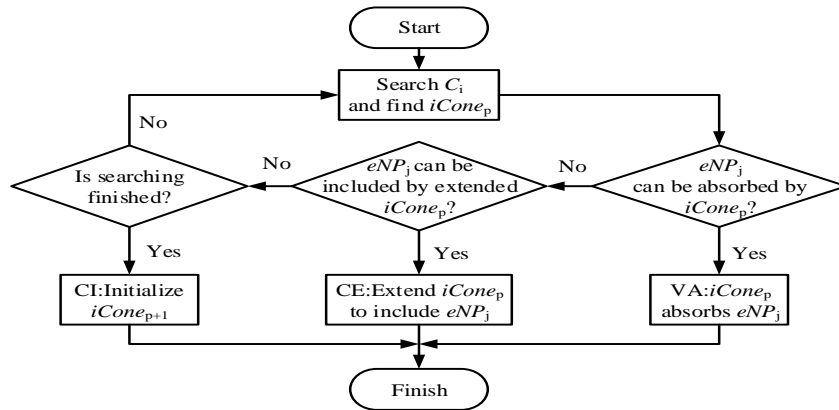 Start
Search Cᵢ
and find iConeₚ
No
Is searching
finished?
No
eNPⱼ can be
included by extended
iConeₚ?
No
eNPⱼ
can be absorbed by
iConeₚ?
Yes
Yes
Yes
CI:Initialize
iConeₚ₊₁
CE:Extend iConeₚ
to include eNPⱼ
VA:iConeₚ
absorbs eNPⱼ
Finish